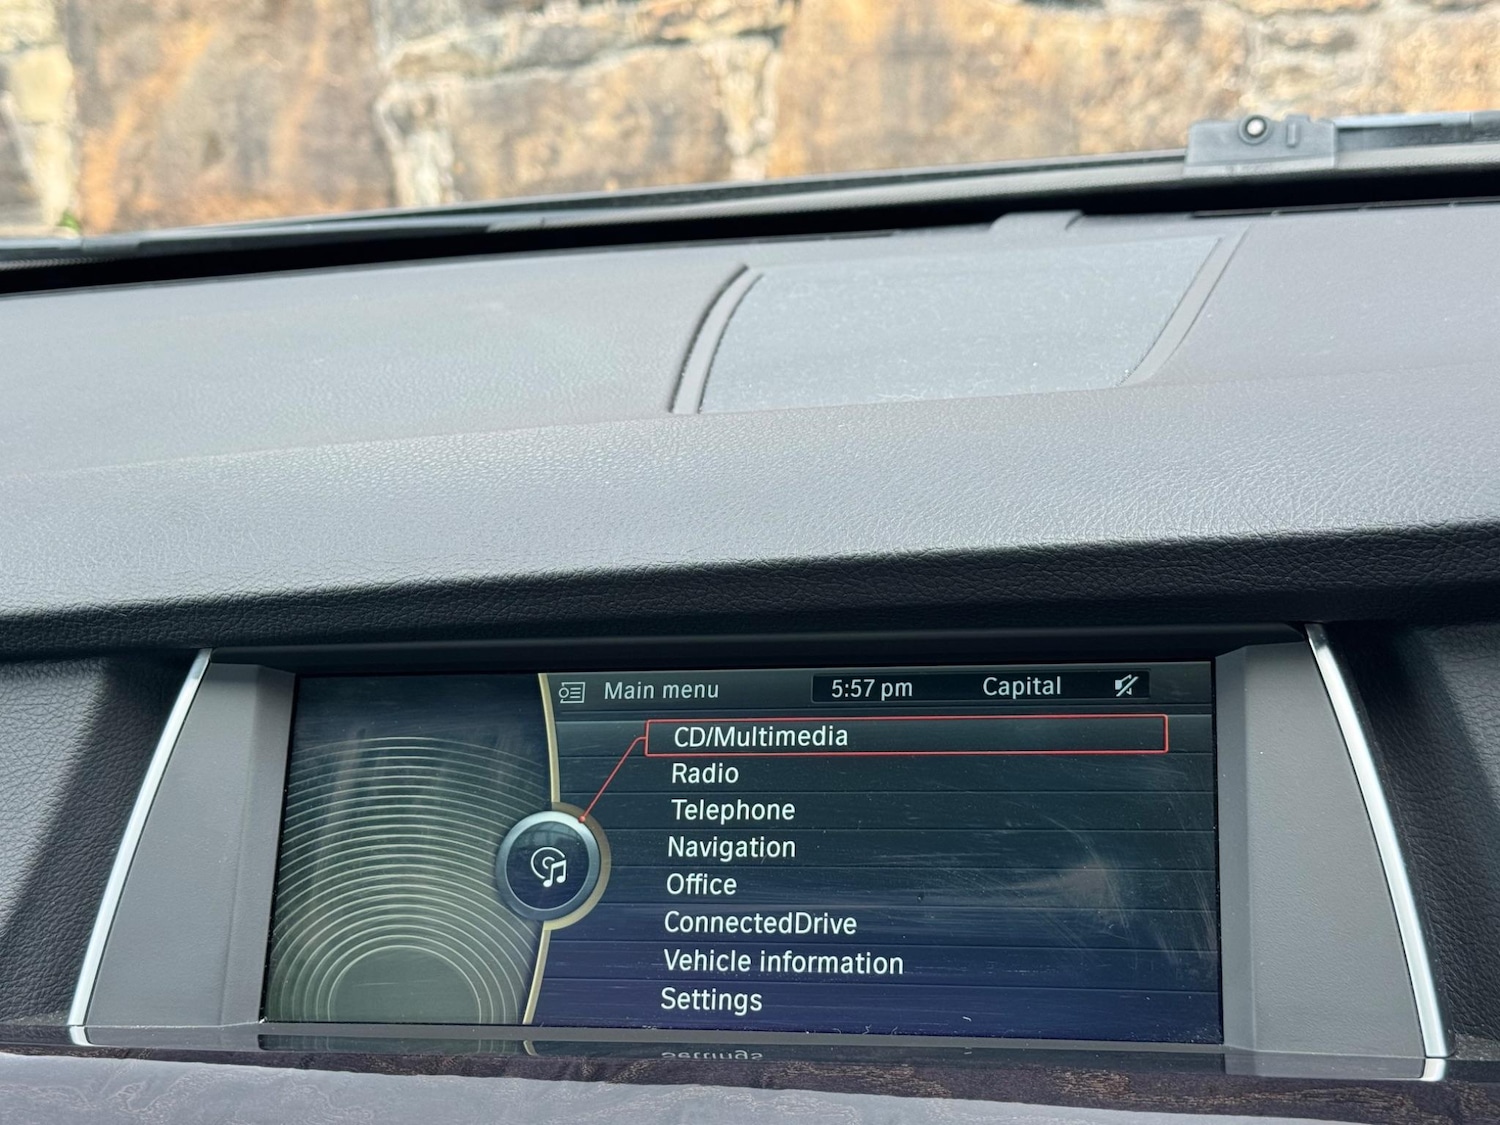 Main menu 5:57 pm Capital
CD/Multimedia
Radio
Telephone
Navigation
Office
ConnectedDrive
Vehicle information
Settings